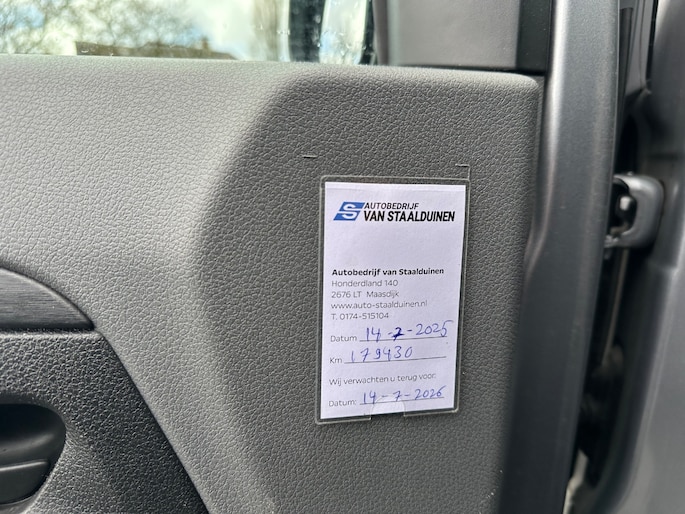 AUTOBEDRIJF
VAN STAALDUINEN
Autobedrijf van Staalduinen
Honderdland 140
2676 LT Maasdijk
www.auto-staalduinen.nl
T. 0174-515104
Datum 14-7-2025
Km 179430
Wij verwachten u terug voor:
Datum: 14-7-2026